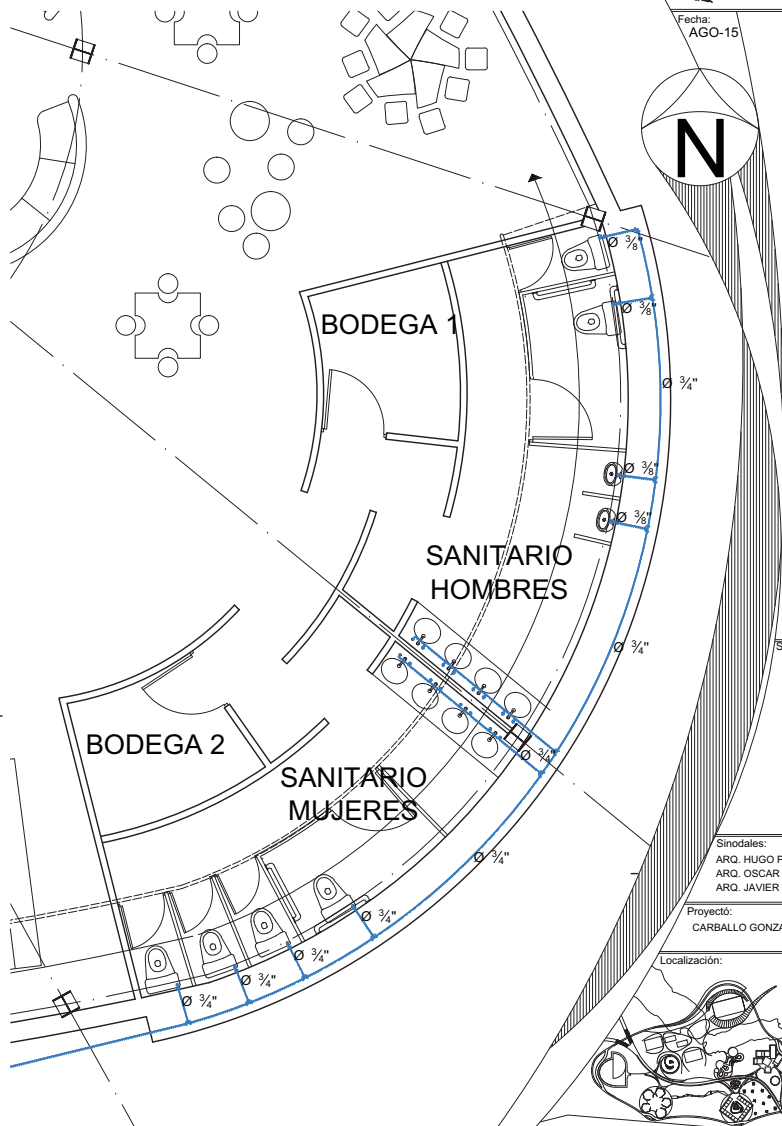 Fecha:
AGO-15
N
Ø ⅜"
Ø ⅜"
BODEGA 1
Ø ¾"
Ø ⅜"
Ø ⅜"
SANITARIO
HOMBRES
Ø ¾"
BODEGA 2
Ø ¾"
SANITARIO
MUJERES
Ø ¾"
Sinodales:
ARQ. HUGO
ARQ. OSCAR
ARQ. JAVIER
Ø ¾"
Proyectó:
CARBALLO
Localización:
Ø ¾"
Ø ¾"